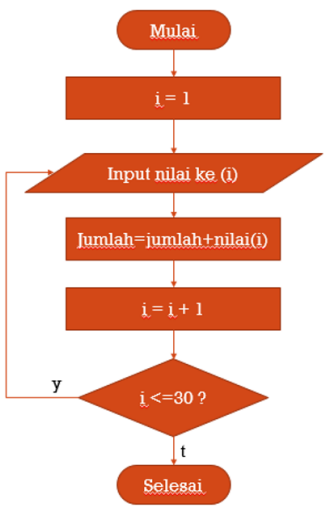 Mulai
i = 1
Input nilai ke (i)
Jumlah=jumlah+nilai(i)
i = i + 1
i <=30 ?
y
t
Selesai